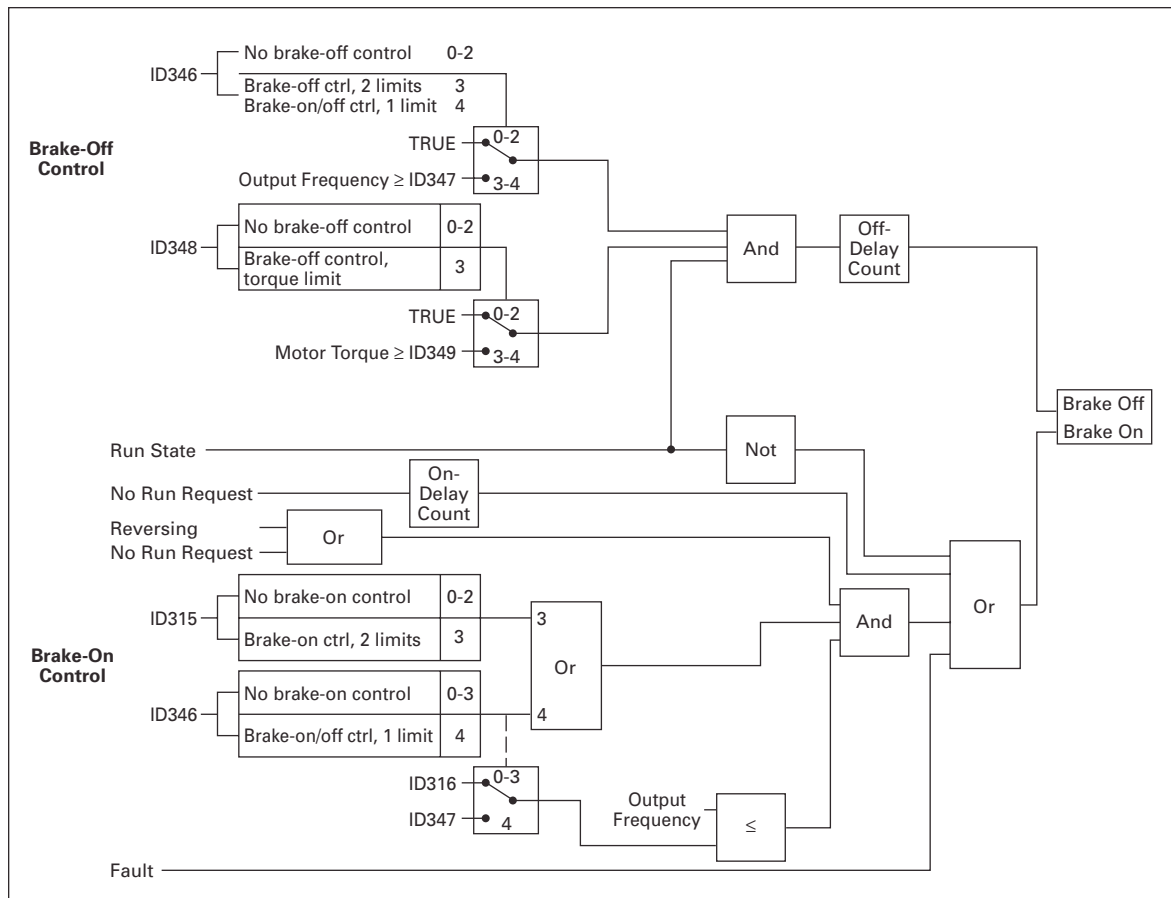 No brake-off control 0-2
ID346
Brake-off ctrl, 2 limits 3
Brake-on/off ctrl, 1 limit 4
Brake-Off
Control
TRUE
0-2
Output Frequency ≥ ID347
3-4
No brake-off control 0-2
ID348
Brake-off control,
torque limit
3
TRUE
0-2
Motor Torque ≥ ID349
3-4
And
Off-
Delay
Count
Brake Off
Brake On
Run State
Not
No Run Request
On-
Delay
Count
Reversing
No Run Request
Or
No brake-on control 0-2
ID315
Brake-on ctrl, 2 limits 3
Brake-On
Control
No brake-on control 0-3
ID346
Brake-on/off ctrl, 1 limit 4
3
Or
4
And
Or
ID316
0-3
ID347
4
Output
Frequency
≤
Fault